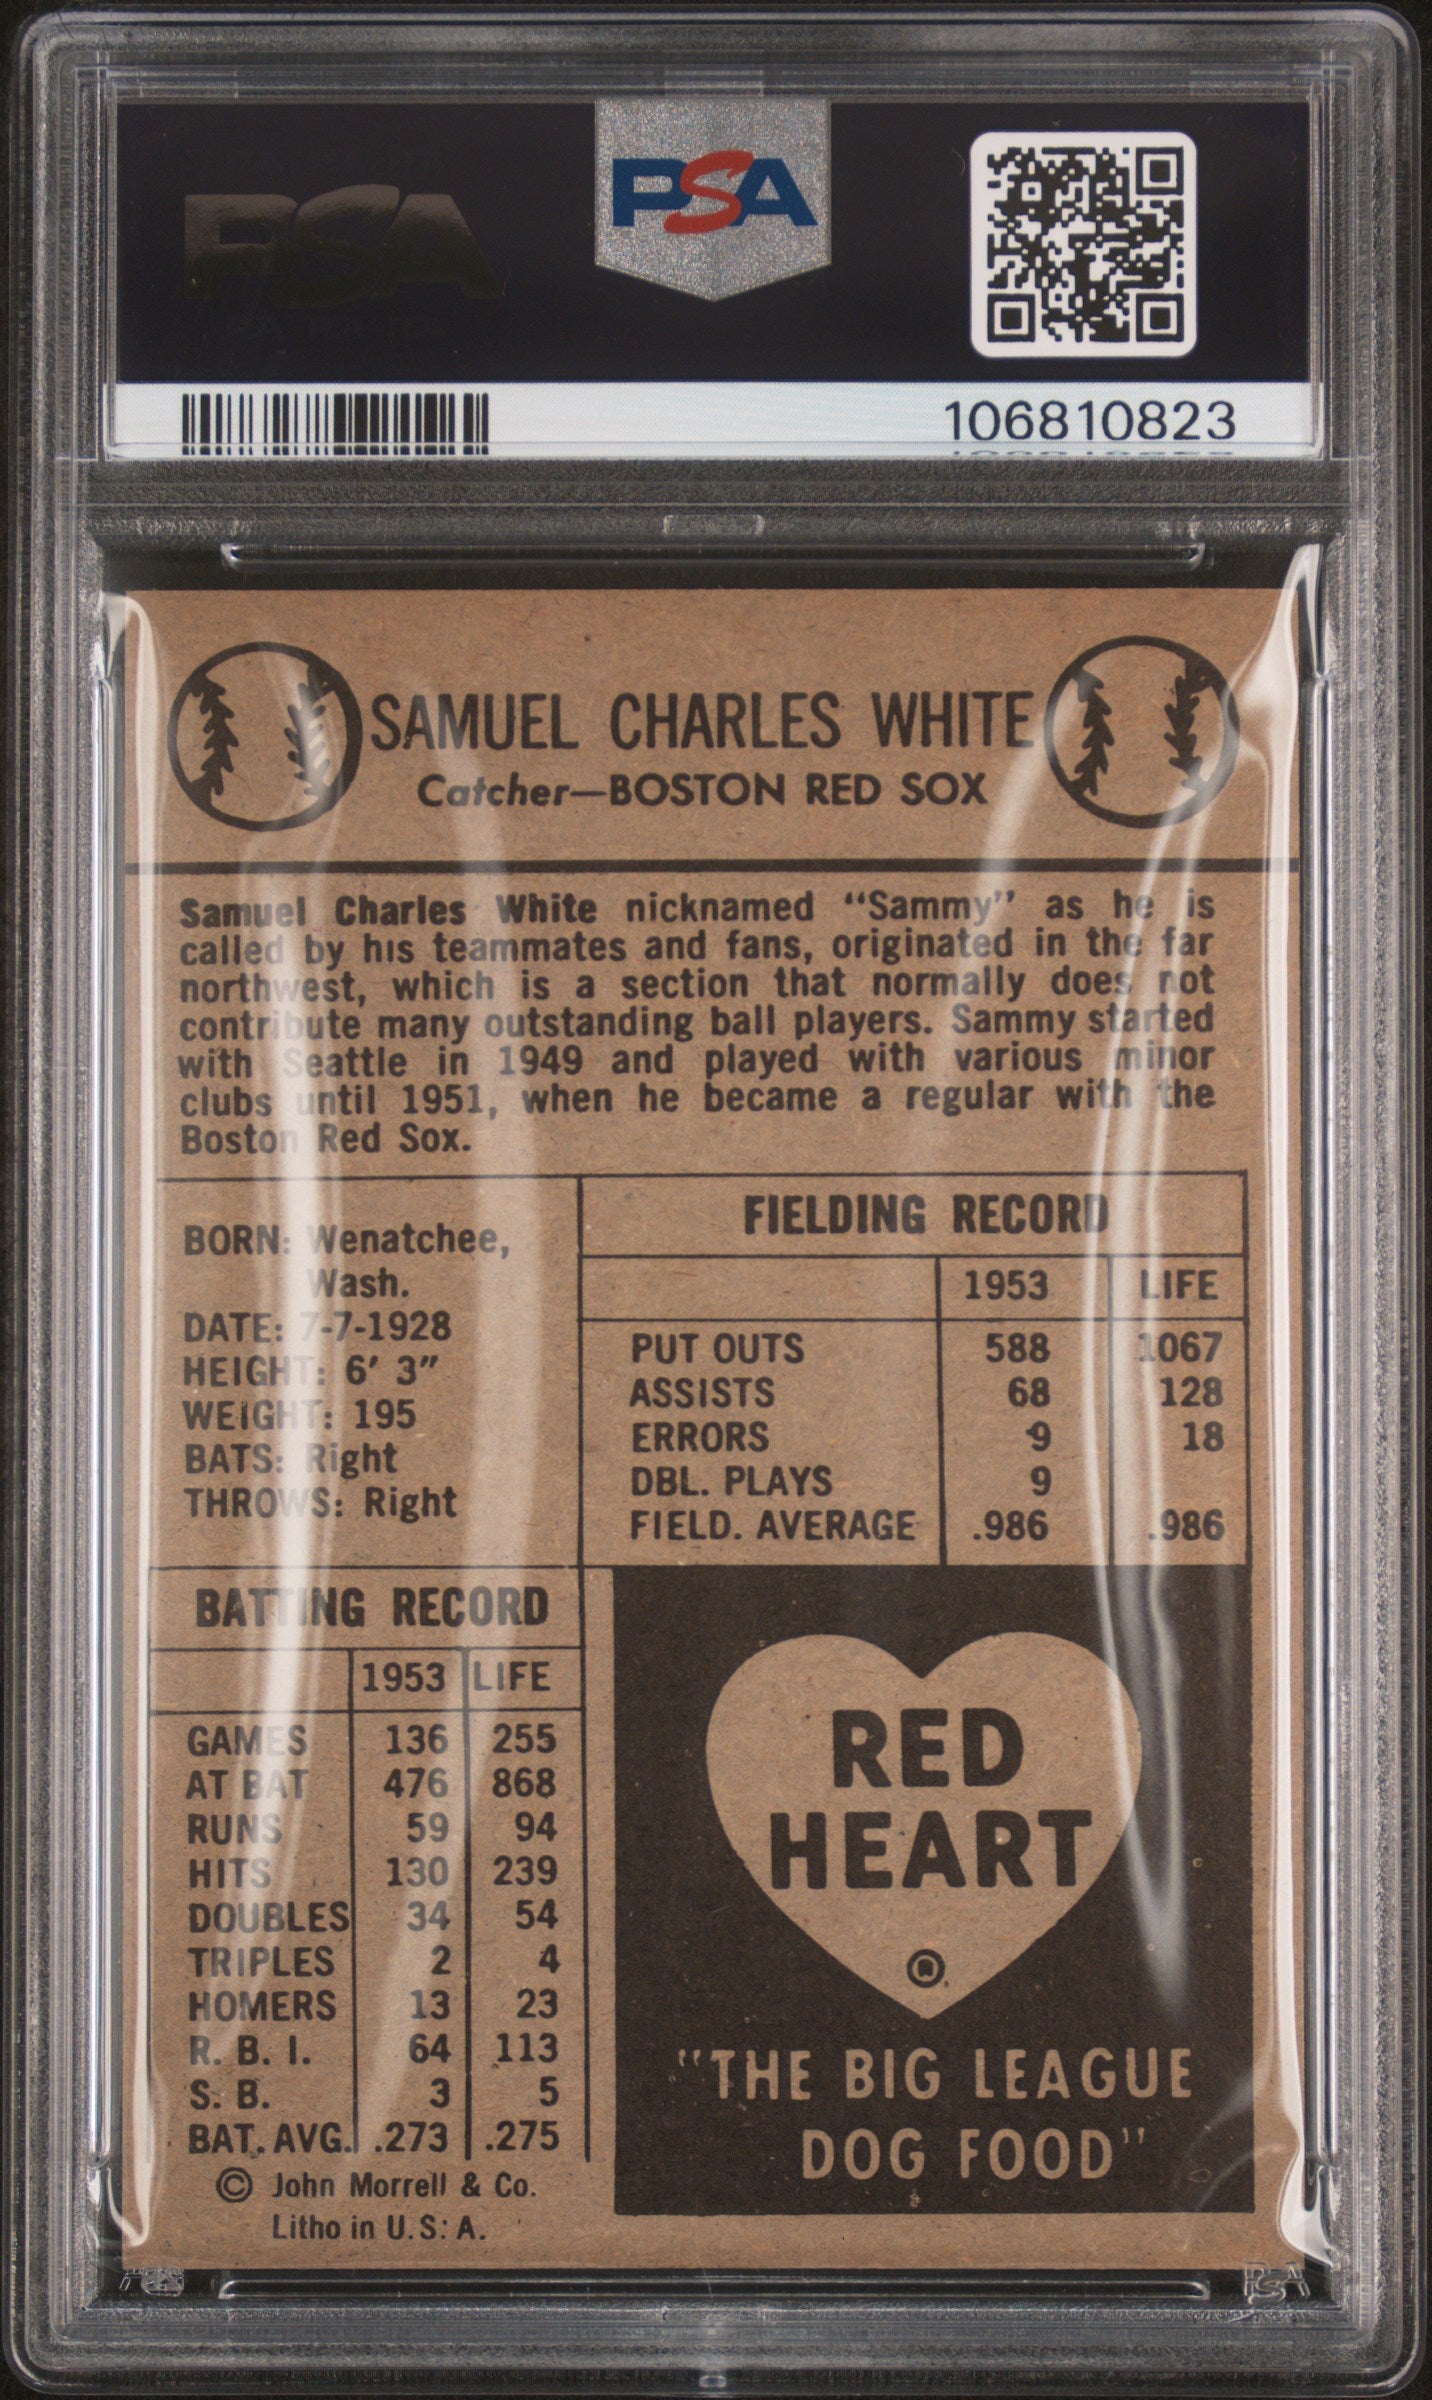 PSA
PSA
106810823
SAMUEL CHARLES WHITE
Catcher—BOSTON RED SOX
Samuel Charles White nicknamed "Sammy" as he is
called by his teammates and fans, originated in the far
northwest, which is a section that normally does not
contribute many outstanding ball players. Sammy started
with Seattle in 1949 and played with various minor
clubs until 1951, when he became a regular with the
Boston Red Sox.
BORN: Wenatchee,
Wash.
DATE: 7-7-1928
HEIGHT: 6' 3"
WEIGHT: 195
BATS: Right
THROWS: Right
FIELDING RECORD
1953 LIFE
PUT OUTS 588 1067
ASSISTS 68 128
ERRORS 9 18
DBL. PLAYS 9
FIELD. AVERAGE .986 .986
BATTING RECORD
1953 LIFE
GAMES 136 255
AT BAT 476 868
RUNS 59 94
HITS 130 239
DOUBLES 34 54
TRIPLES 2 4
HOMERS 13 23
R. B. I. 64 113
S. B. 3 5
BAT. AVG. .273 .275
© John Morrell & Co.
Litho in U.S.A.
RED
HEART
"THE BIG LEAGUE
DOG FOOD"
PSA